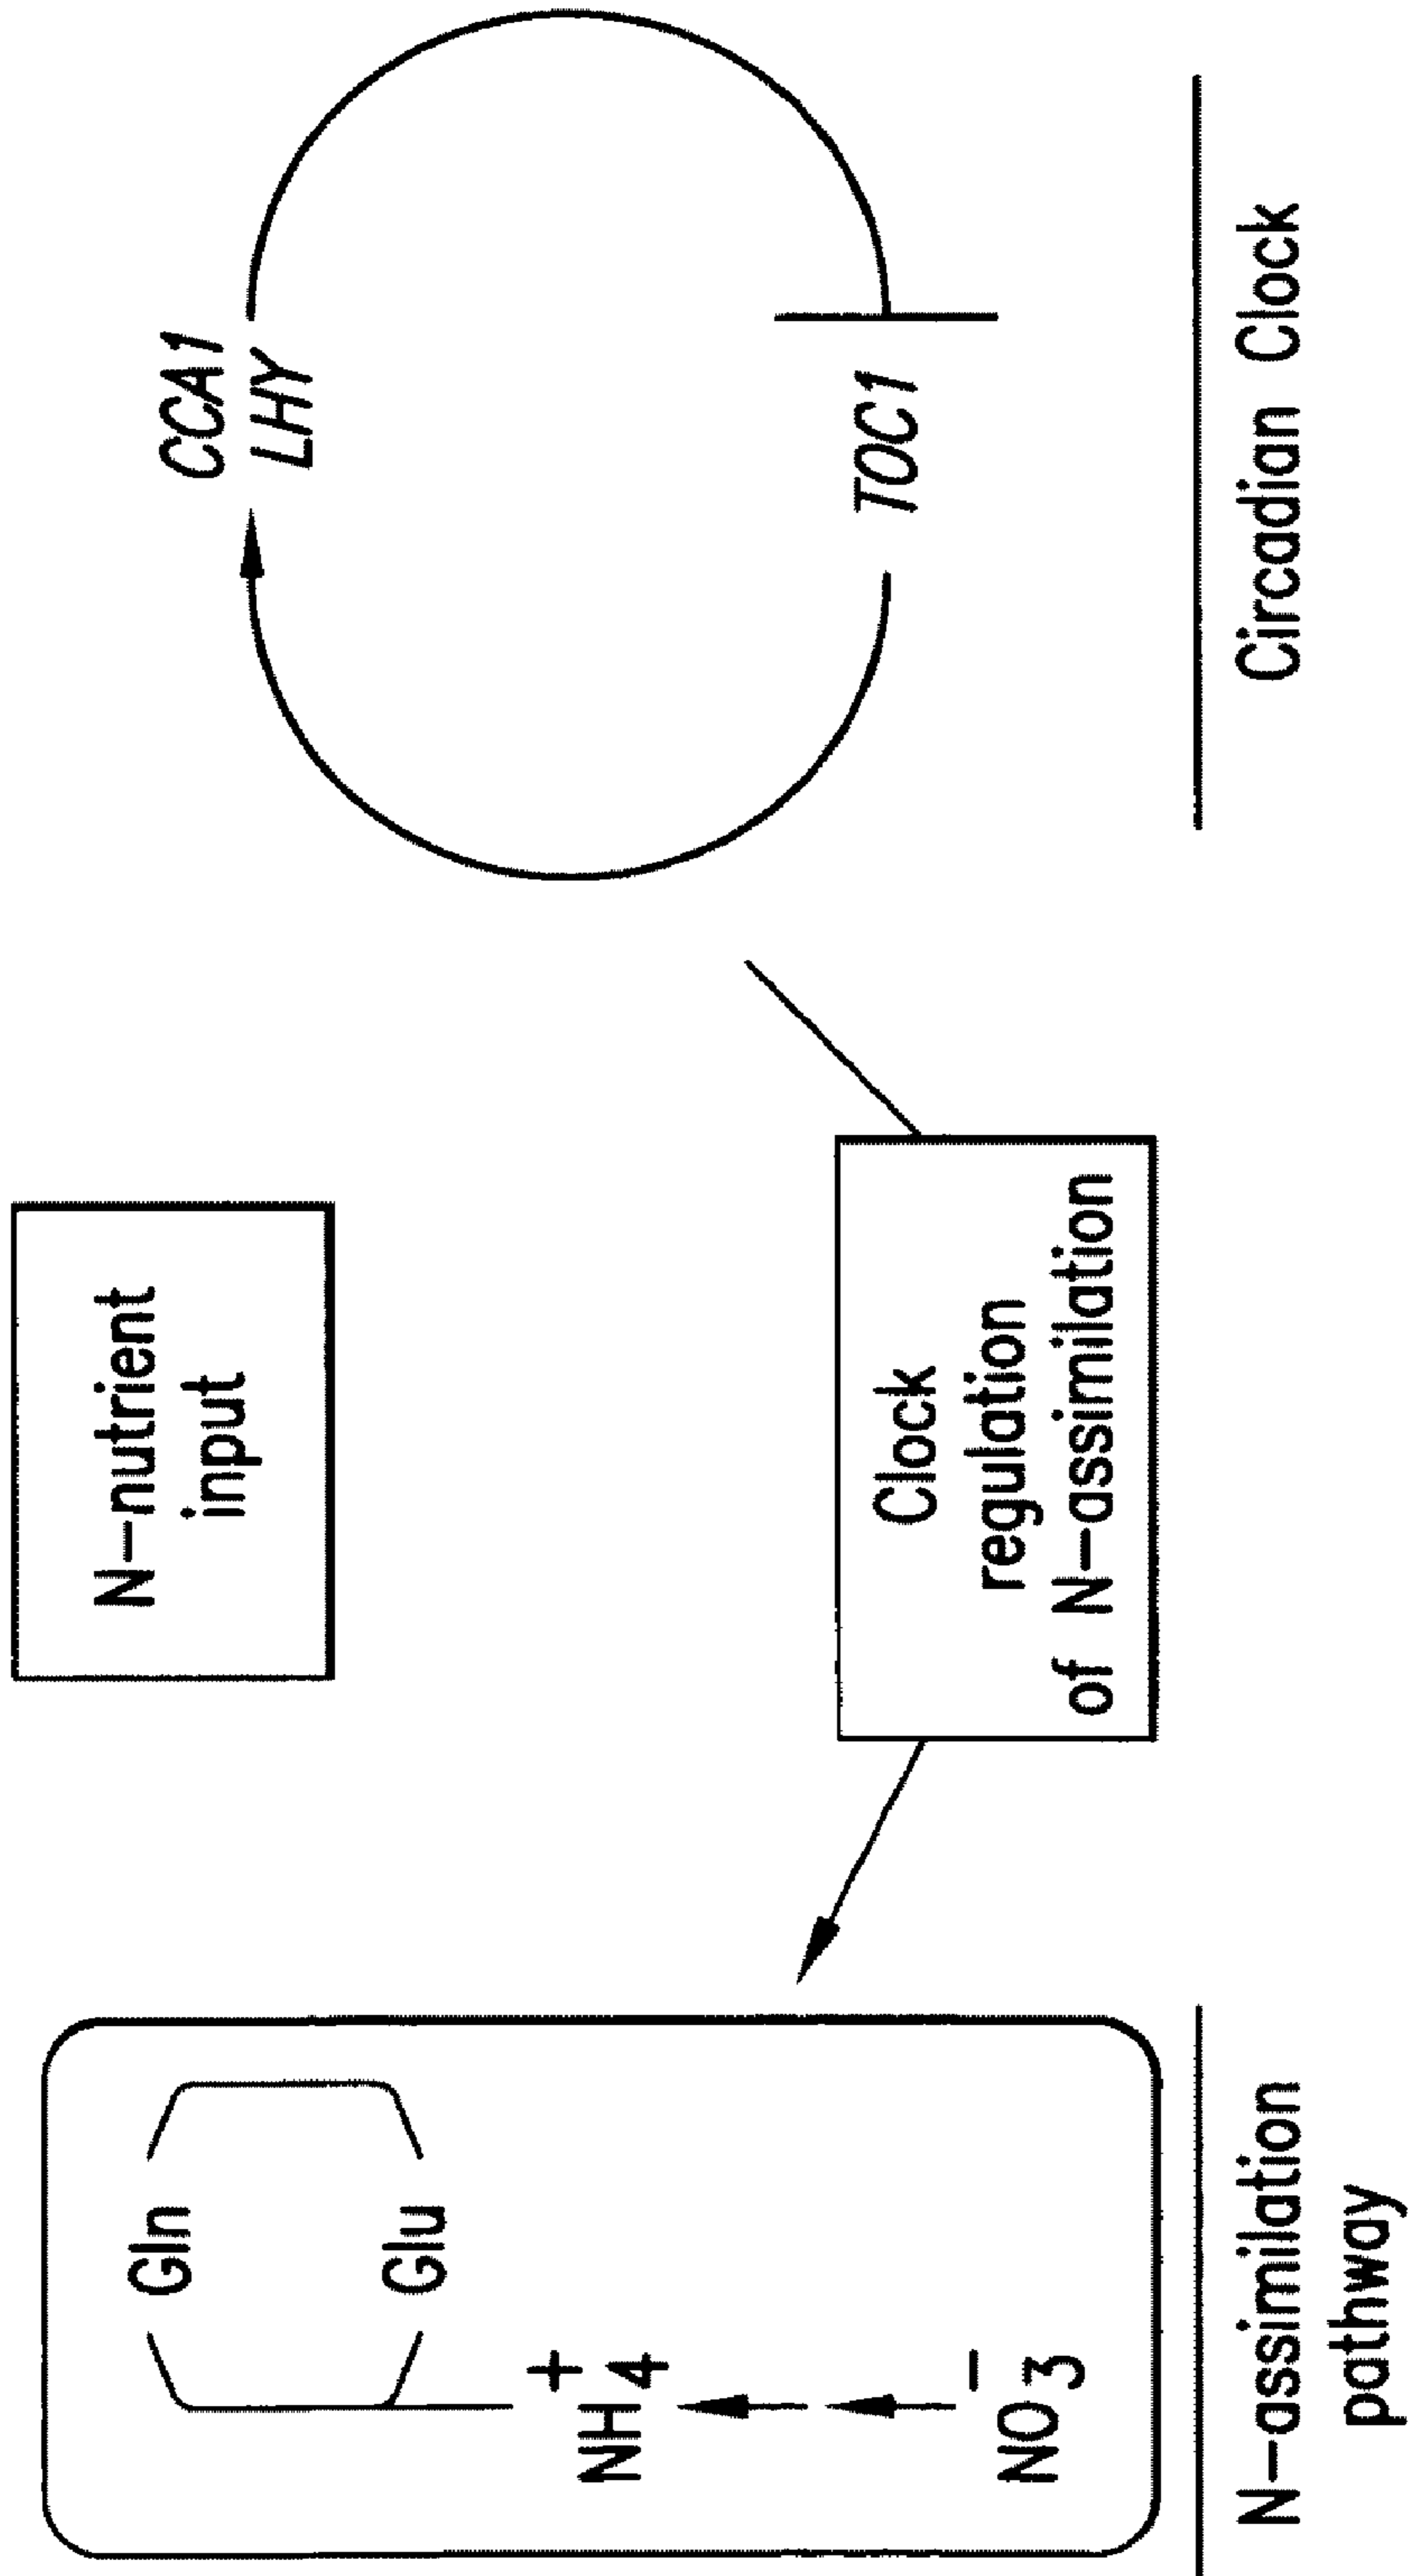 N-nutrient
input
Gln
Glu
NH4+
NO3−
Clock
regulation
of N-assimilation
CCA1
LHY
TOC1
N-assimilation
pathway
Circadian Clock